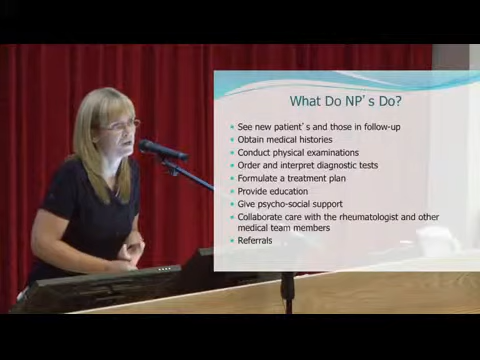 What Do NP's Do?
See new patient's and those in follow-up
Obtain medical histories
Conduct physical examinations
Order and interpret diagnostic tests
Formulate a treatment plan
Provide education
Give psycho-social support
Collaborate care with the rheumatologist and other
medical team members
Referrals